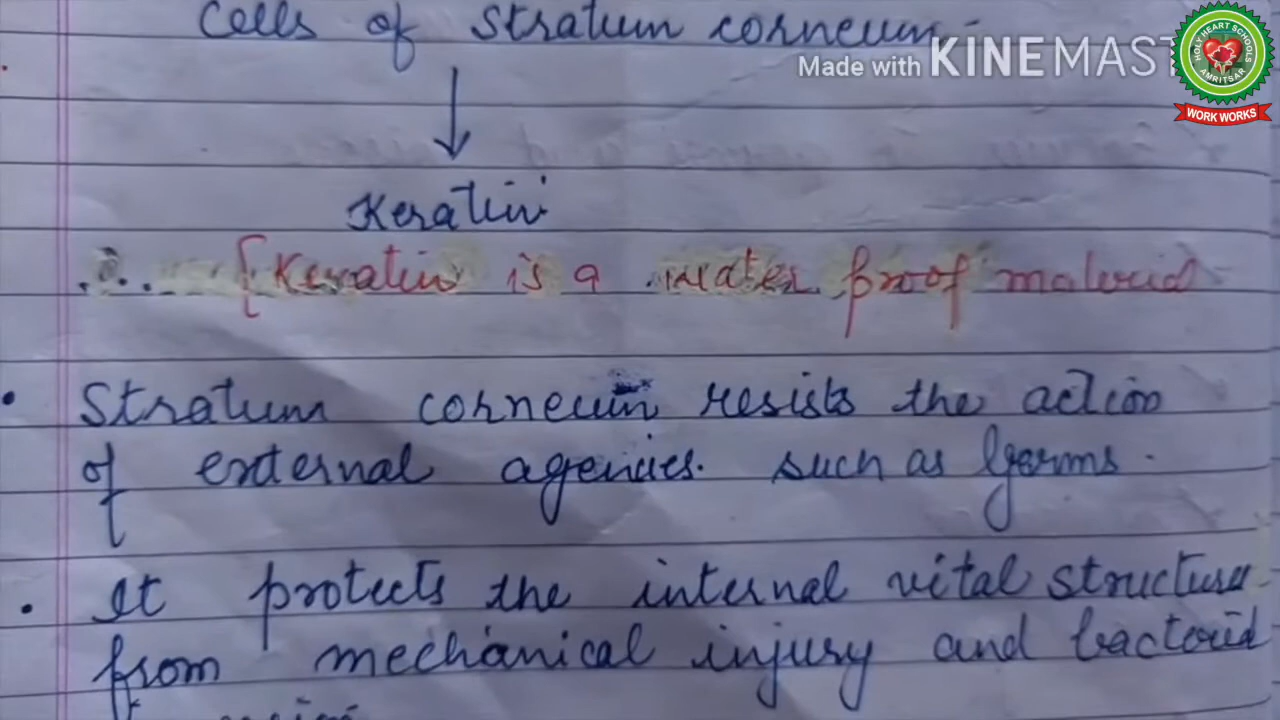 Cells of Stratum corneum
Made with KINEMAST
HOLY HEART SCHOOLS
AMRITSAR
WORK WORKS
Keratin
[Keratin is a water proof material
• Stratum corneum resists the action
of external agencies. such as Germs.
• It protects the internal vital structures
from mechanical injury and bacterial